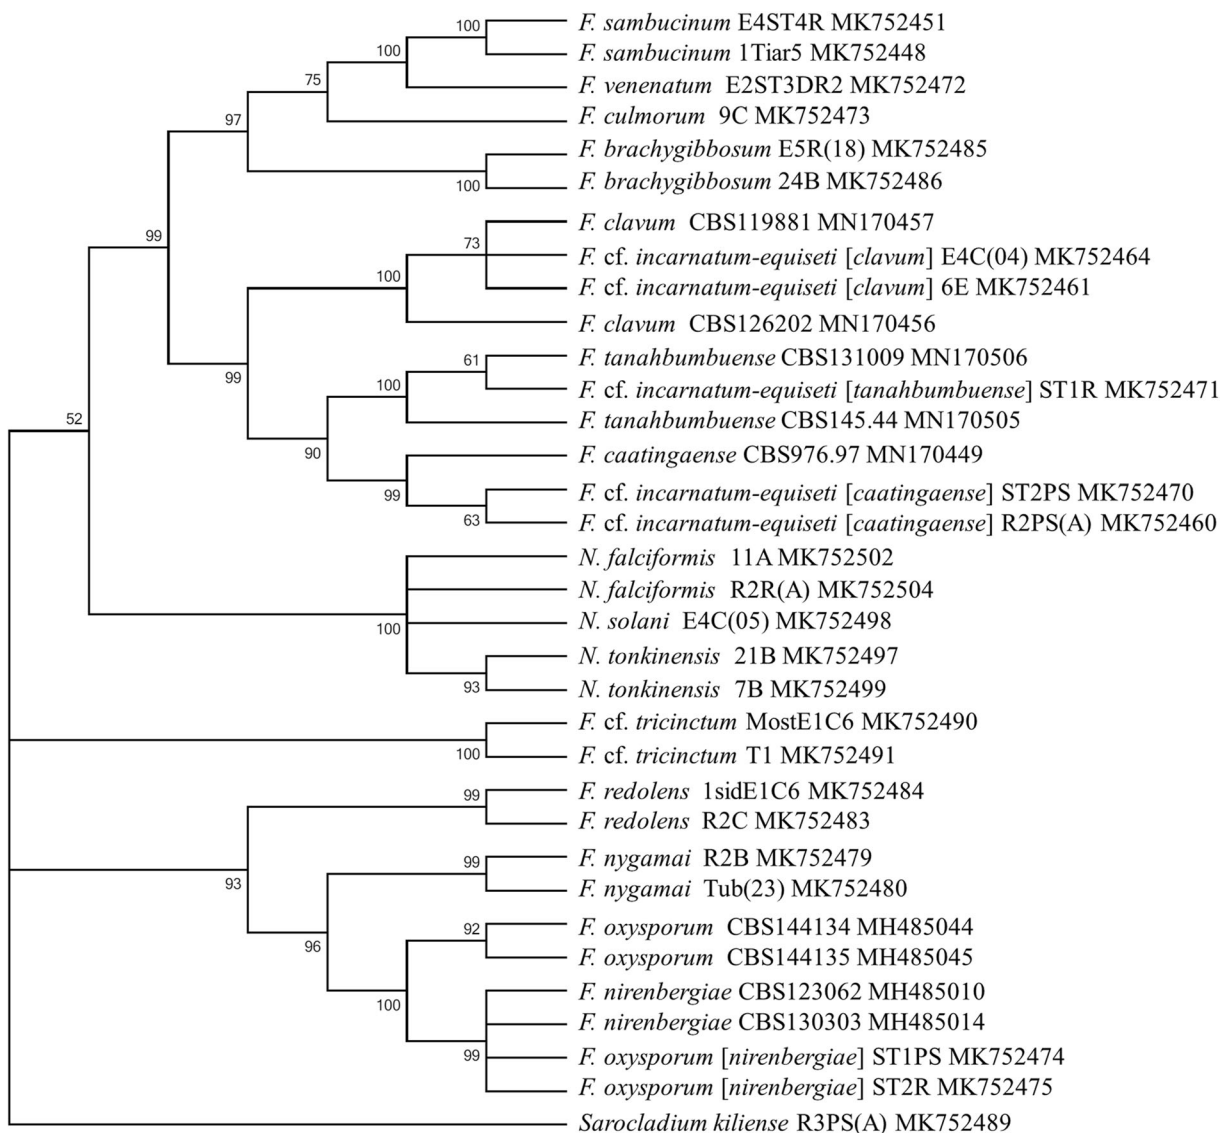 100
F. sambucinum E4ST4R MK752451
100
F. sambucinum 1Tiar5 MK752448
75
F. venenatum E2ST3DR2 MK752472
97
F. culmorum 9C MK752473
F. brachygibbosum E5R(18) MK752485
100
F. brachygibbosum 24B MK752486
99
F. clavum CBS119881 MN170457
73
F. cf. incarnatum-equiseti [clavum] E4C(04) MK752464
100
F. cf. incarnatum-equiseti [clavum] 6E MK752461
F. clavum CBS126202 MN170456
61
F. tanahbumbuense CBS131009 MN170506
99
100
F. cf. incarnatum-equiseti [tanahbumbuense] ST1R MK752471
52
F. tanahbumbuense CBS145.44 MN170505
90
F. caatingaense CBS976.97 MN170449
99
F. cf. incarnatum-equiseti [caatingaense] ST2PS MK752470
63
F. cf. incarnatum-equiseti [caatingaense] R2PS(A) MK752460
N. falciformis 11A MK752502
N. falciformis R2R(A) MK752504
100
N. solani E4C(05) MK752498
N. tonkinensis 21B MK752497
93
N. tonkinensis 7B MK752499
F. cf. tricinctum MostE1C6 MK752490
100
F. cf. tricinctum T1 MK752491
99
F. redolens 1sidE1C6 MK752484
F. redolens R2C MK752483
99
F. nygamai R2B MK752479
93
F. nygamai Tub(23) MK752480
92
F. oxysporum CBS144134 MH485044
96
F. oxysporum CBS144135 MH485045
100
F. nirenbergiae CBS123062 MH485010
F. nirenbergiae CBS130303 MH485014
99
F. oxysporum [nirenbergiae] ST1PS MK752474
F. oxysporum [nirenbergiae] ST2R MK752475
Sarocladium kiliense R3PS(A) MK752489